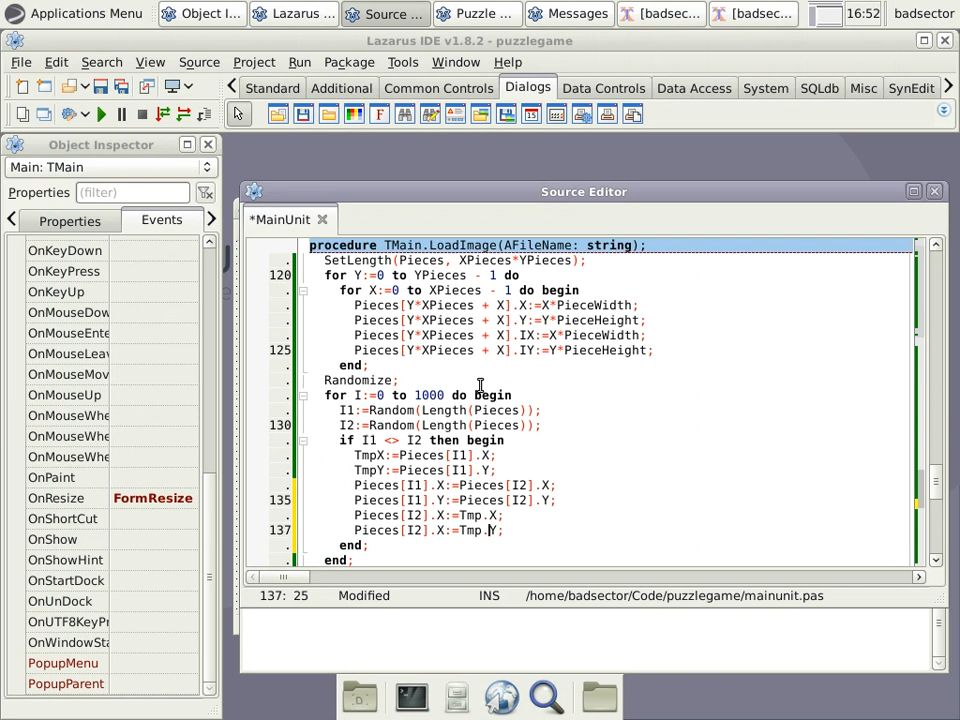 Applications Menu
Object I...
Lazarus ...
Source ...
Puzzle ...
Messages
[badsec...
[badsec...
16:52
badsector
Lazarus IDE v1.8.2 - puzzlegame
File Edit Search View Source Project Run Package Tools Window Help
Standard Additional Common Controls Dialogs Data Controls Data Access System SQLdb Misc SynEdit
Object Inspector
Main: TMain
Properties (filter)
Properties Events
OnKeyDown
OnKeyPress
OnKeyUp
OnMouseDow
OnMouseEnte
OnMouseLeav
OnMouseMov
OnMouseUp
OnMouseWhe
OnMouseWhe
OnMouseWhe
OnPaint
OnResize FormResize
OnShortCut
OnShow
OnShowHint
OnStartDock
OnUnDock
OnUTF8KeyPr
OnWindowSta
PopupMenu
PopupParent
Source Editor
*MainUnit
procedure TMain.LoadImage(AFileName: string);
. SetLength(Pieces, XPieces*YPieces);
120 for Y:=0 to YPieces - 1 do
. for X:=0 to XPieces - 1 do begin
. Pieces[Y*XPieces + X].X:=X*PieceWidth;
. Pieces[Y*XPieces + X].Y:=Y*PieceHeight;
. Pieces[Y*XPieces + X].IX:=X*PieceWidth;
125 Pieces[Y*XPieces + X].IY:=Y*PieceHeight;
. end;
. Randomize;
. for I:=0 to 1000 do begin
. I1:=Random(Length(Pieces));
130 I2:=Random(Length(Pieces));
. if I1 <> I2 then begin
. TmpX:=Pieces[I1].X;
. TmpY:=Pieces[I1].Y;
. Pieces[I1].X:=Pieces[I2].X;
135 Pieces[I1].Y:=Pieces[I2].Y;
. Pieces[I2].X:=Tmp.X;
137 Pieces[I2].X:=Tmp.Y;
. end;
. end;
137: 25 Modified INS /home/badsector/Code/puzzlegame/mainunit.pas